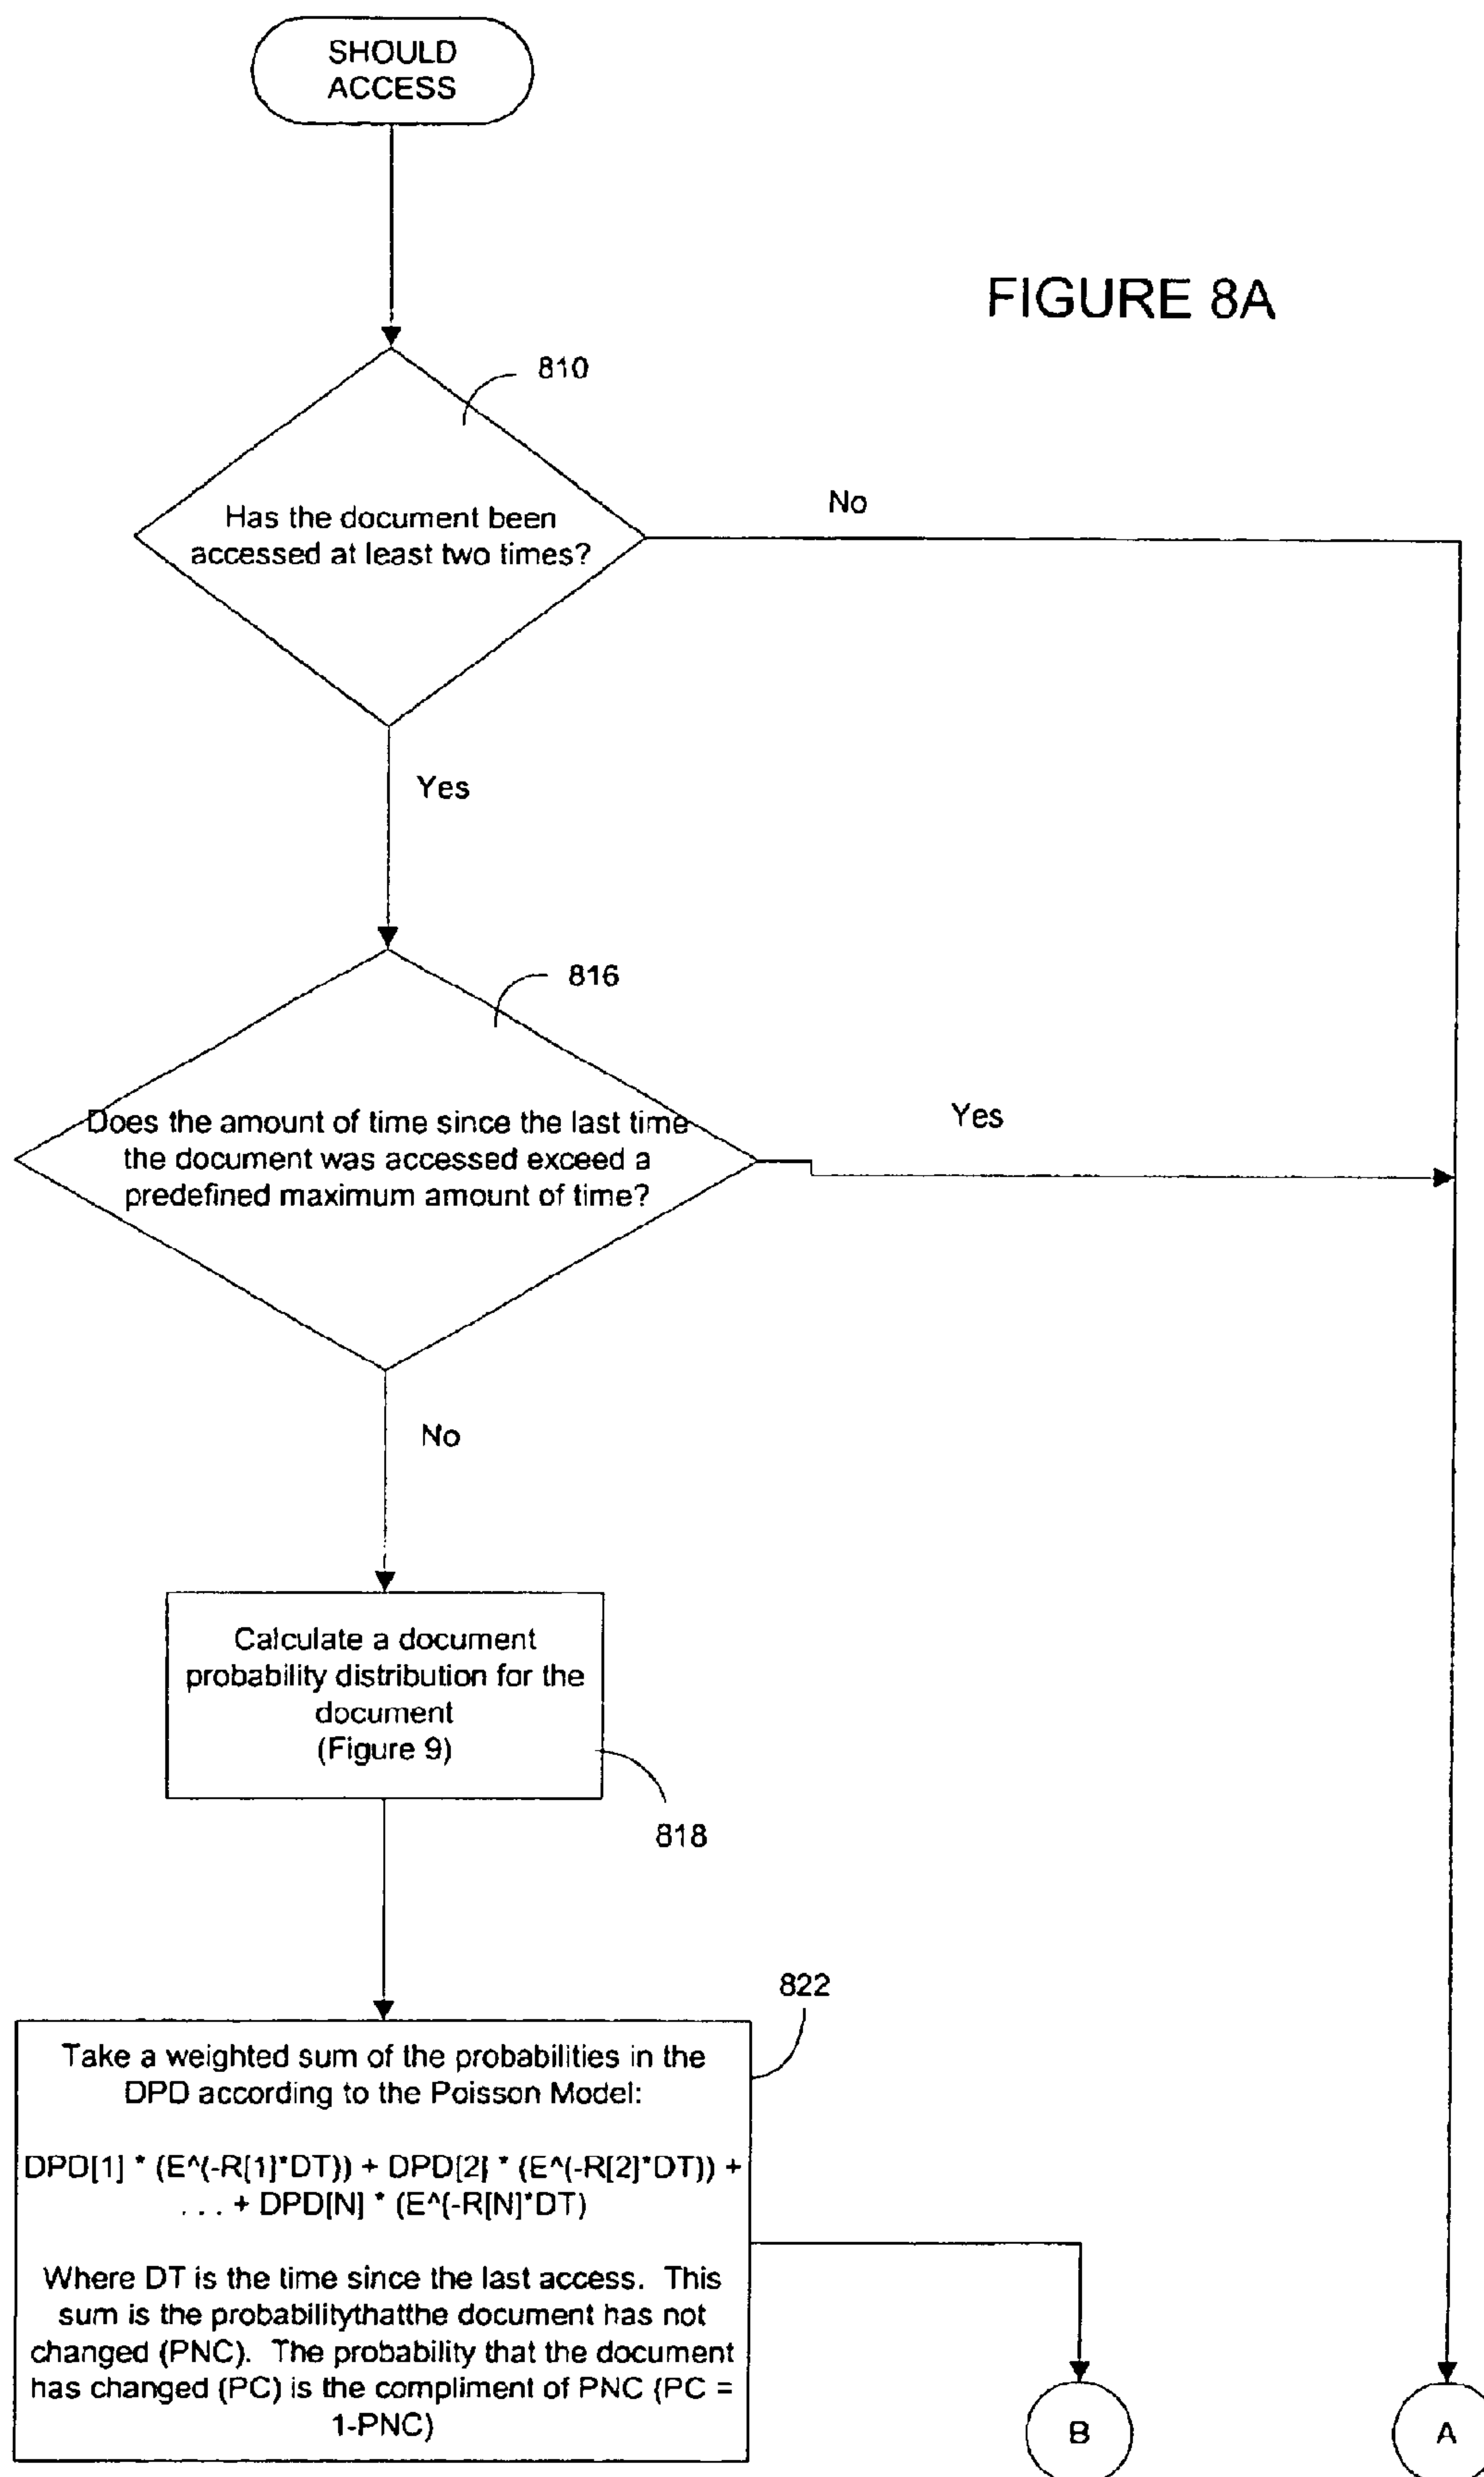 SHOULD
ACCESS
FIGURE 8A
810
Has the document been
accessed at least two times?
No
Yes
816
Does the amount of time since the last time
the document was accessed exceed a
predefined maximum amount of time?
Yes
No
Calculate a document
probability distribution for the
document
(Figure 9)
818
822
Take a weighted sum of the probabilities in the
DPD according to the Poisson Model:
DPD[1] * (E^(-R[1]*DT)) + DPD[2] * (E^(-R[2]*DT)) +
. . . + DPD[N] * (E^(-R[N]*DT)
Where DT is the time since the last access. This
sum is the probabilitythatthe document has not
changed (PNC). The probability that the document
has changed (PC) is the compliment of PNC (PC =
1-PNC)
B
A